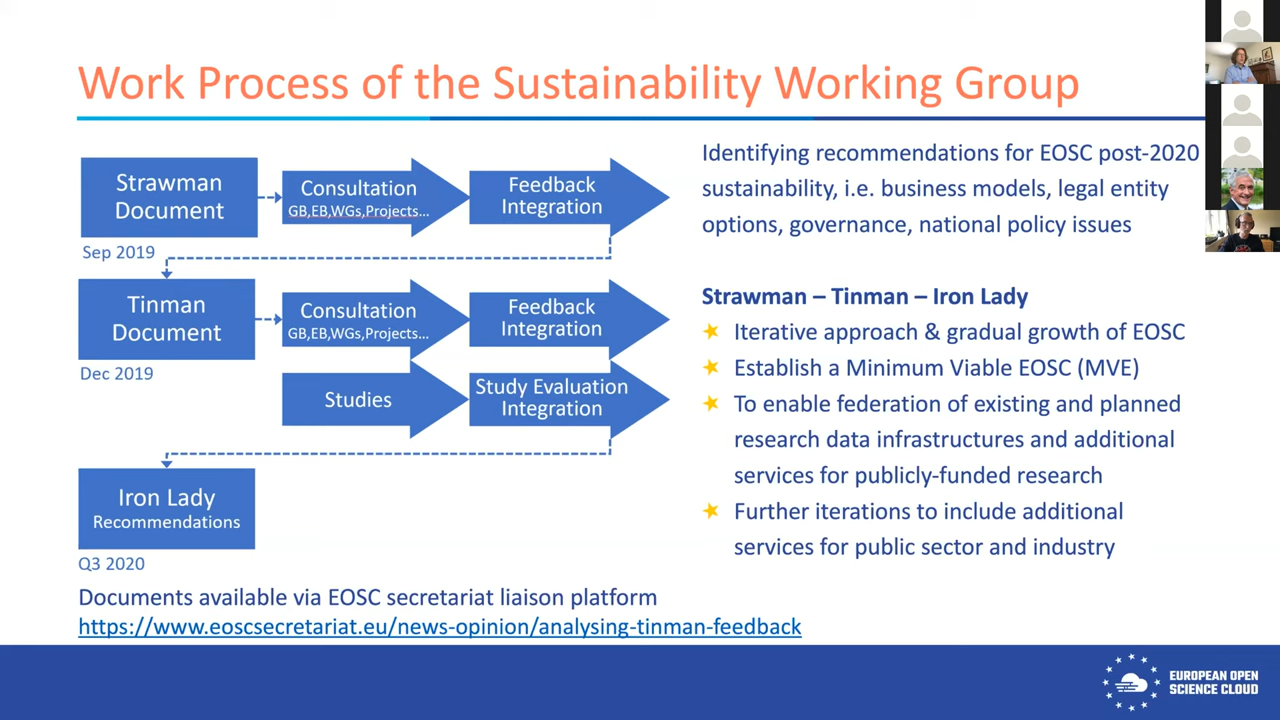 Work Process of the Sustainability Working Group
Strawman
Document
Sep 2019
Consultation
GB,EB,WGs,Projects...
Feedback
Integration
Tinman
Document
Dec 2019
Consultation
GB,EB,WGs,Projects...
Feedback
Integration
Studies
Study Evaluation
Integration
Iron Lady
Recommendations
Q3 2020
Identifying recommendations for EOSC post-2020
sustainability, i.e. business models, legal entity
options, governance, national policy issues
Strawman – Tinman – Iron Lady
Iterative approach & gradual growth of EOSC
Establish a Minimum Viable EOSC (MVE)
To enable federation of existing and planned
research data infrastructures and additional
services for publicly-funded research
Further iterations to include additional
services for public sector and industry
Documents available via EOSC secretariat liaison platform
https://www.eoscsecretariat.eu/news-opinion/analysing-tinman-feedback
EUROPEAN OPEN
SCIENCE CLOUD